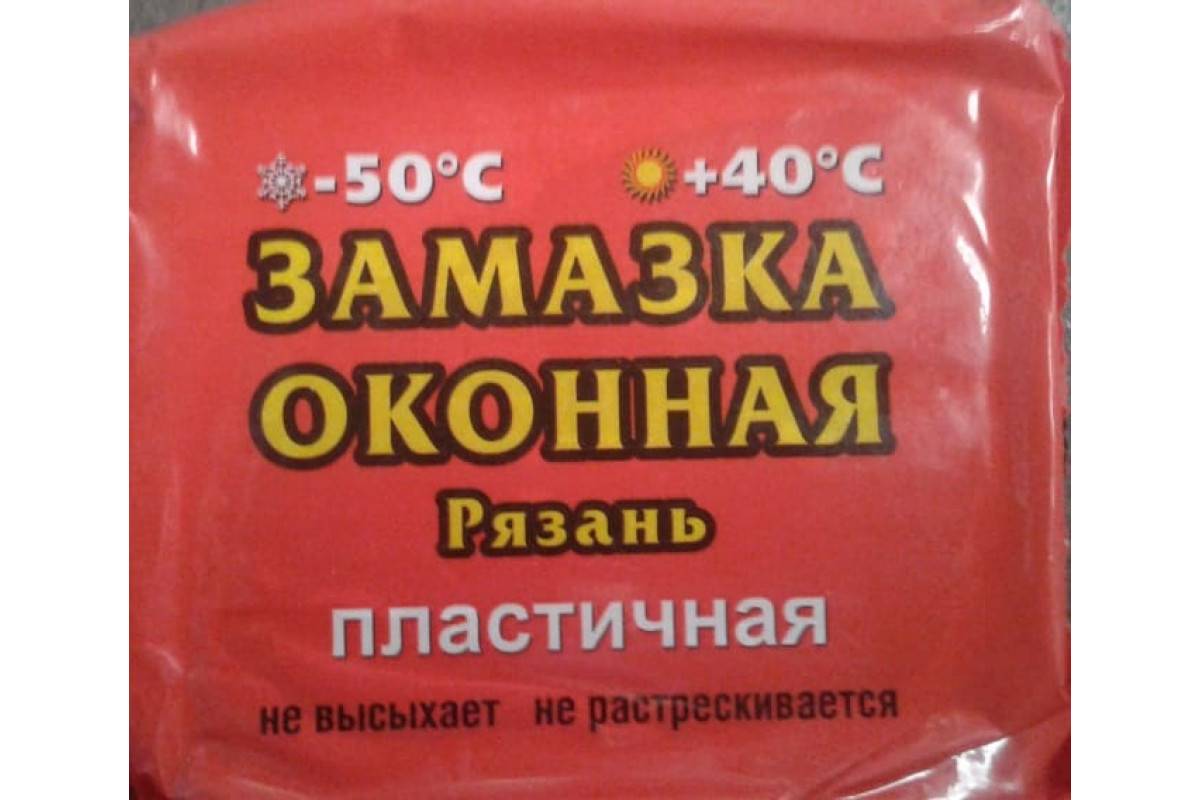 -50°C +40°C
ЗАМАЗКА
ОКОННАЯ
Рязань
пластичная
не высыхает не растрескивается